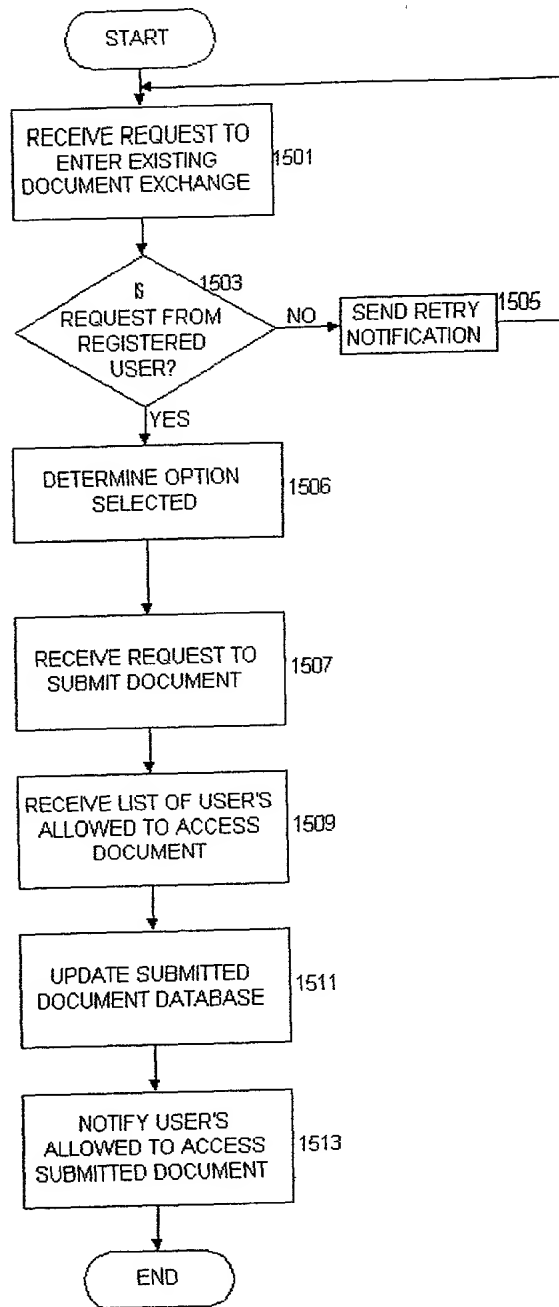 START
RECEIVE REQUEST TO
ENTER EXISTING
DOCUMENT EXCHANGE
1501
1503
IS
REQUEST FROM
REGISTERED
USER?
NO
SEND RETRY
NOTIFICATION
1505
YES
DETERMINE OPTION
SELECTED
1506
RECEIVE REQUEST TO
SUBMIT DOCUMENT
1507
RECEIVE LIST OF USER'S
ALLOWED TO ACCESS
DOCUMENT
1509
UPDATE SUBMITTED
DOCUMENT DATABASE
1511
NOTIFY USER'S
ALLOWED TO ACCESS
SUBMITTED DOCUMENT
1513
END